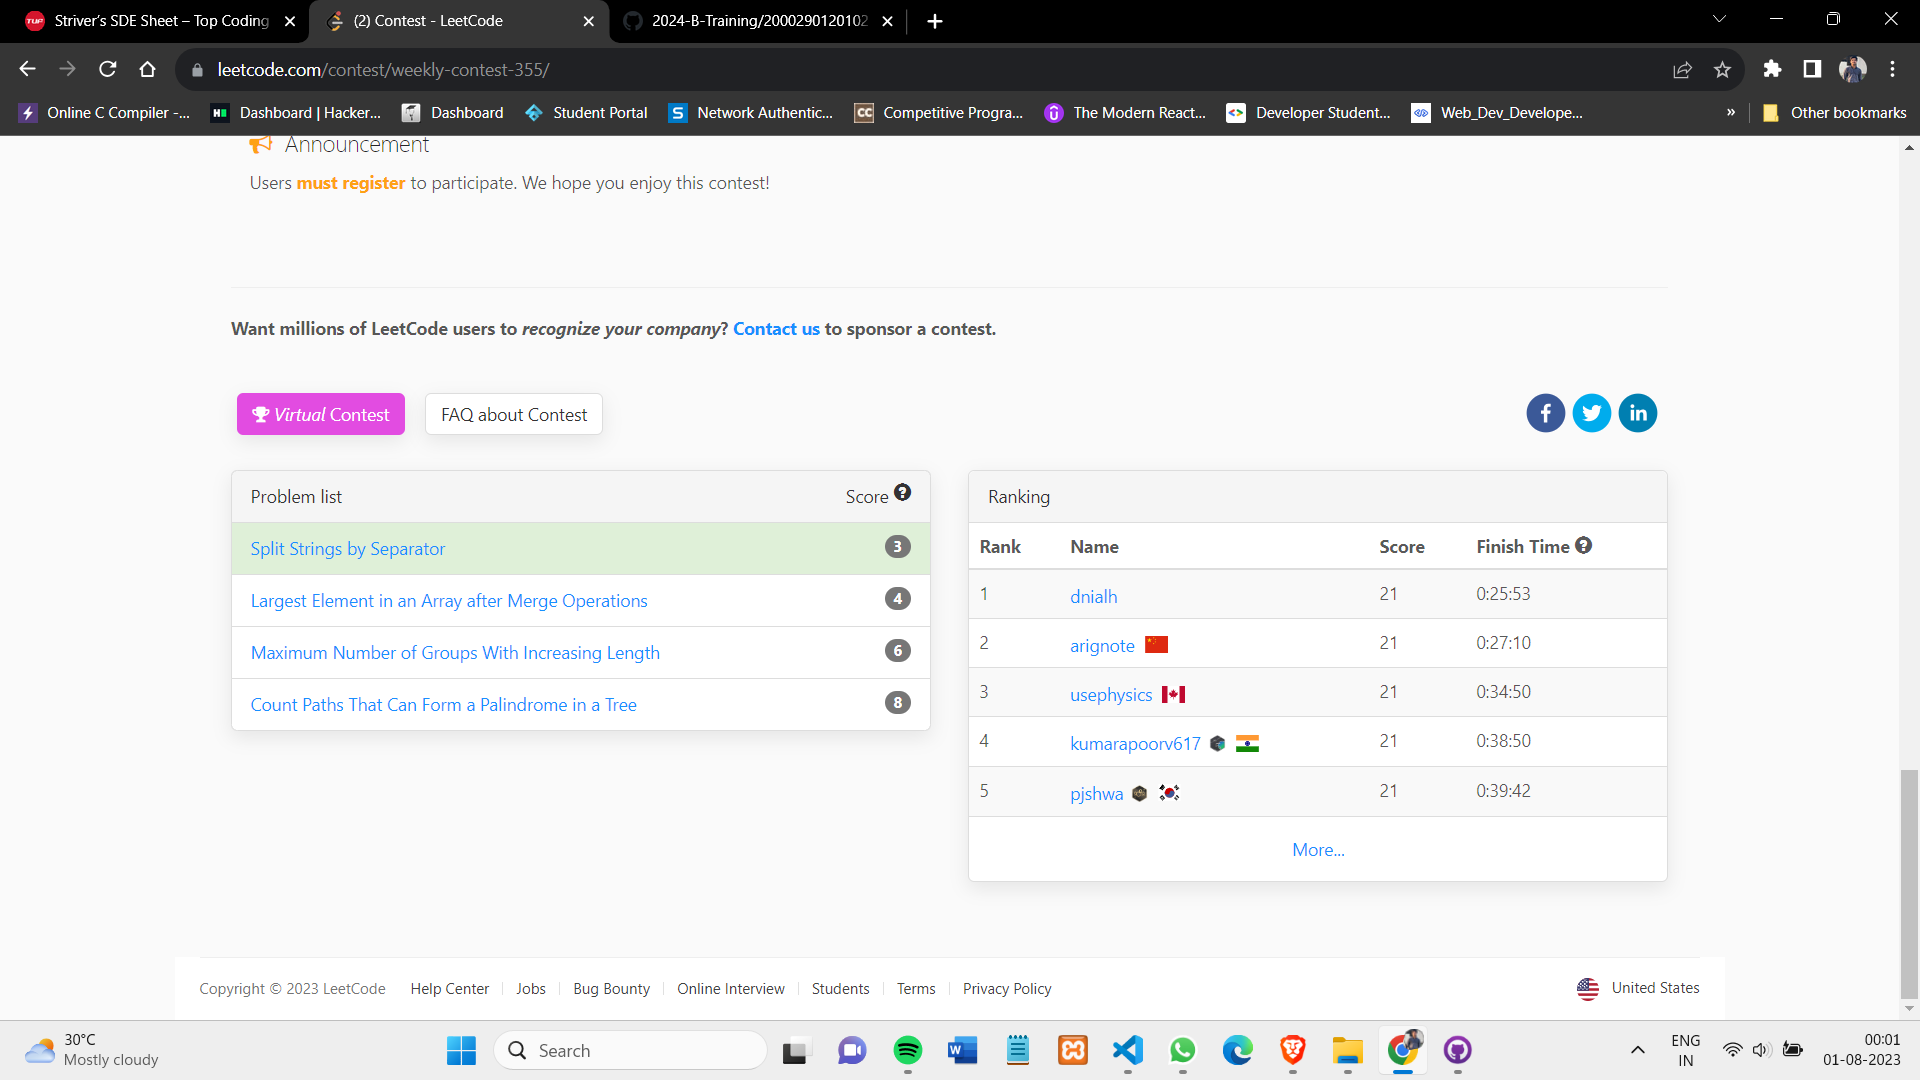 Striver's SDE Sheet – Top Coding
(2) Contest - LeetCode
2024-B-Training/2000290120102
leetcode.com/contest/weekly-contest-355/
Online C Compiler -...
Dashboard | Hacker...
Dashboard
Student Portal
Network Authentic...
Competitive Progra...
The Modern React...
Developer Student...
Web_Dev_Develope...
»
Other bookmarks
Announcement
Users must register to participate. We hope you enjoy this contest!
Want millions of LeetCode users to recognize your company? Contact us to sponsor a contest.
Virtual Contest
FAQ about Contest
Problem list Score
Split Strings by Separator 3
Largest Element in an Array after Merge Operations 4
Maximum Number of Groups With Increasing Length 6
Count Paths That Can Form a Palindrome in a Tree 8
Ranking
Rank Name Score Finish Time
1 dnialh 21 0:25:53
2 arignote 21 0:27:10
3 usephysics 21 0:34:50
4 kumarapoorv617 21 0:38:50
5 pjshwa 21 0:39:42
More...
Copyright © 2023 LeetCode Help Center Jobs Bug Bounty Online Interview Students Terms Privacy Policy United States
30°C
Mostly cloudy
Search
ENG
IN
00:01
01-08-2023